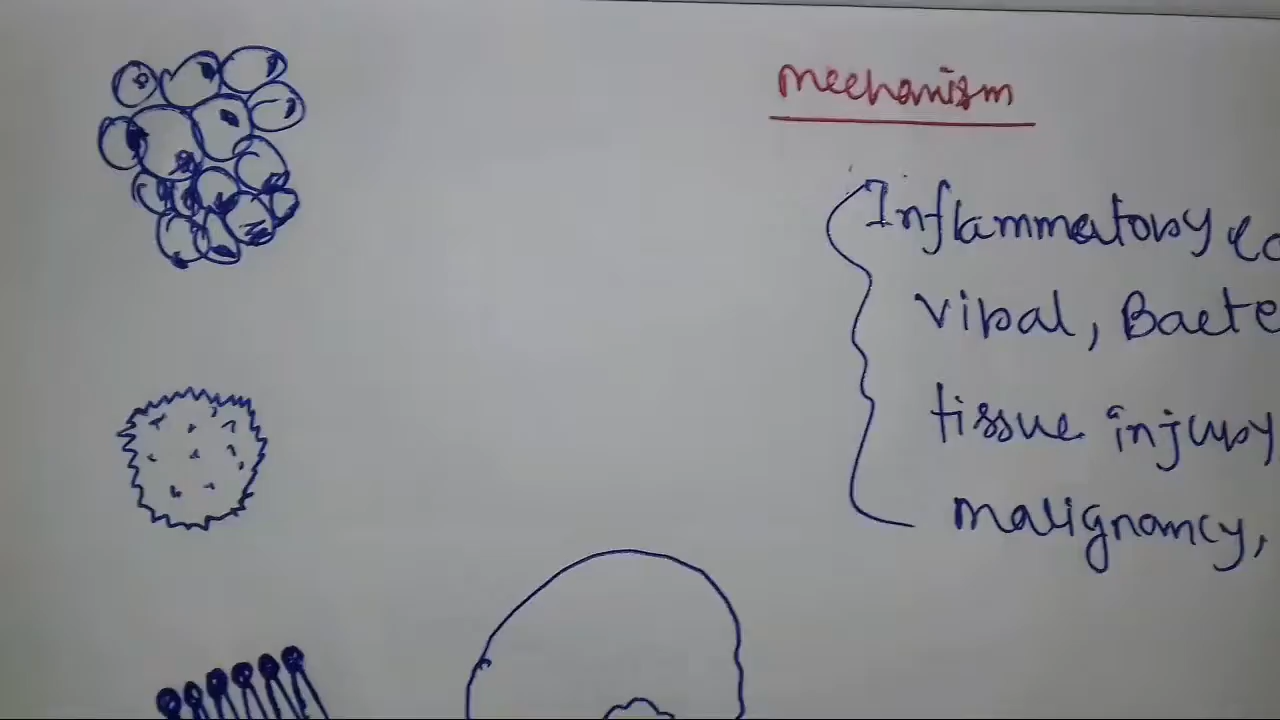 mechanism
Inflammatory
Viral, Bacte
tissue injury
malignancy,